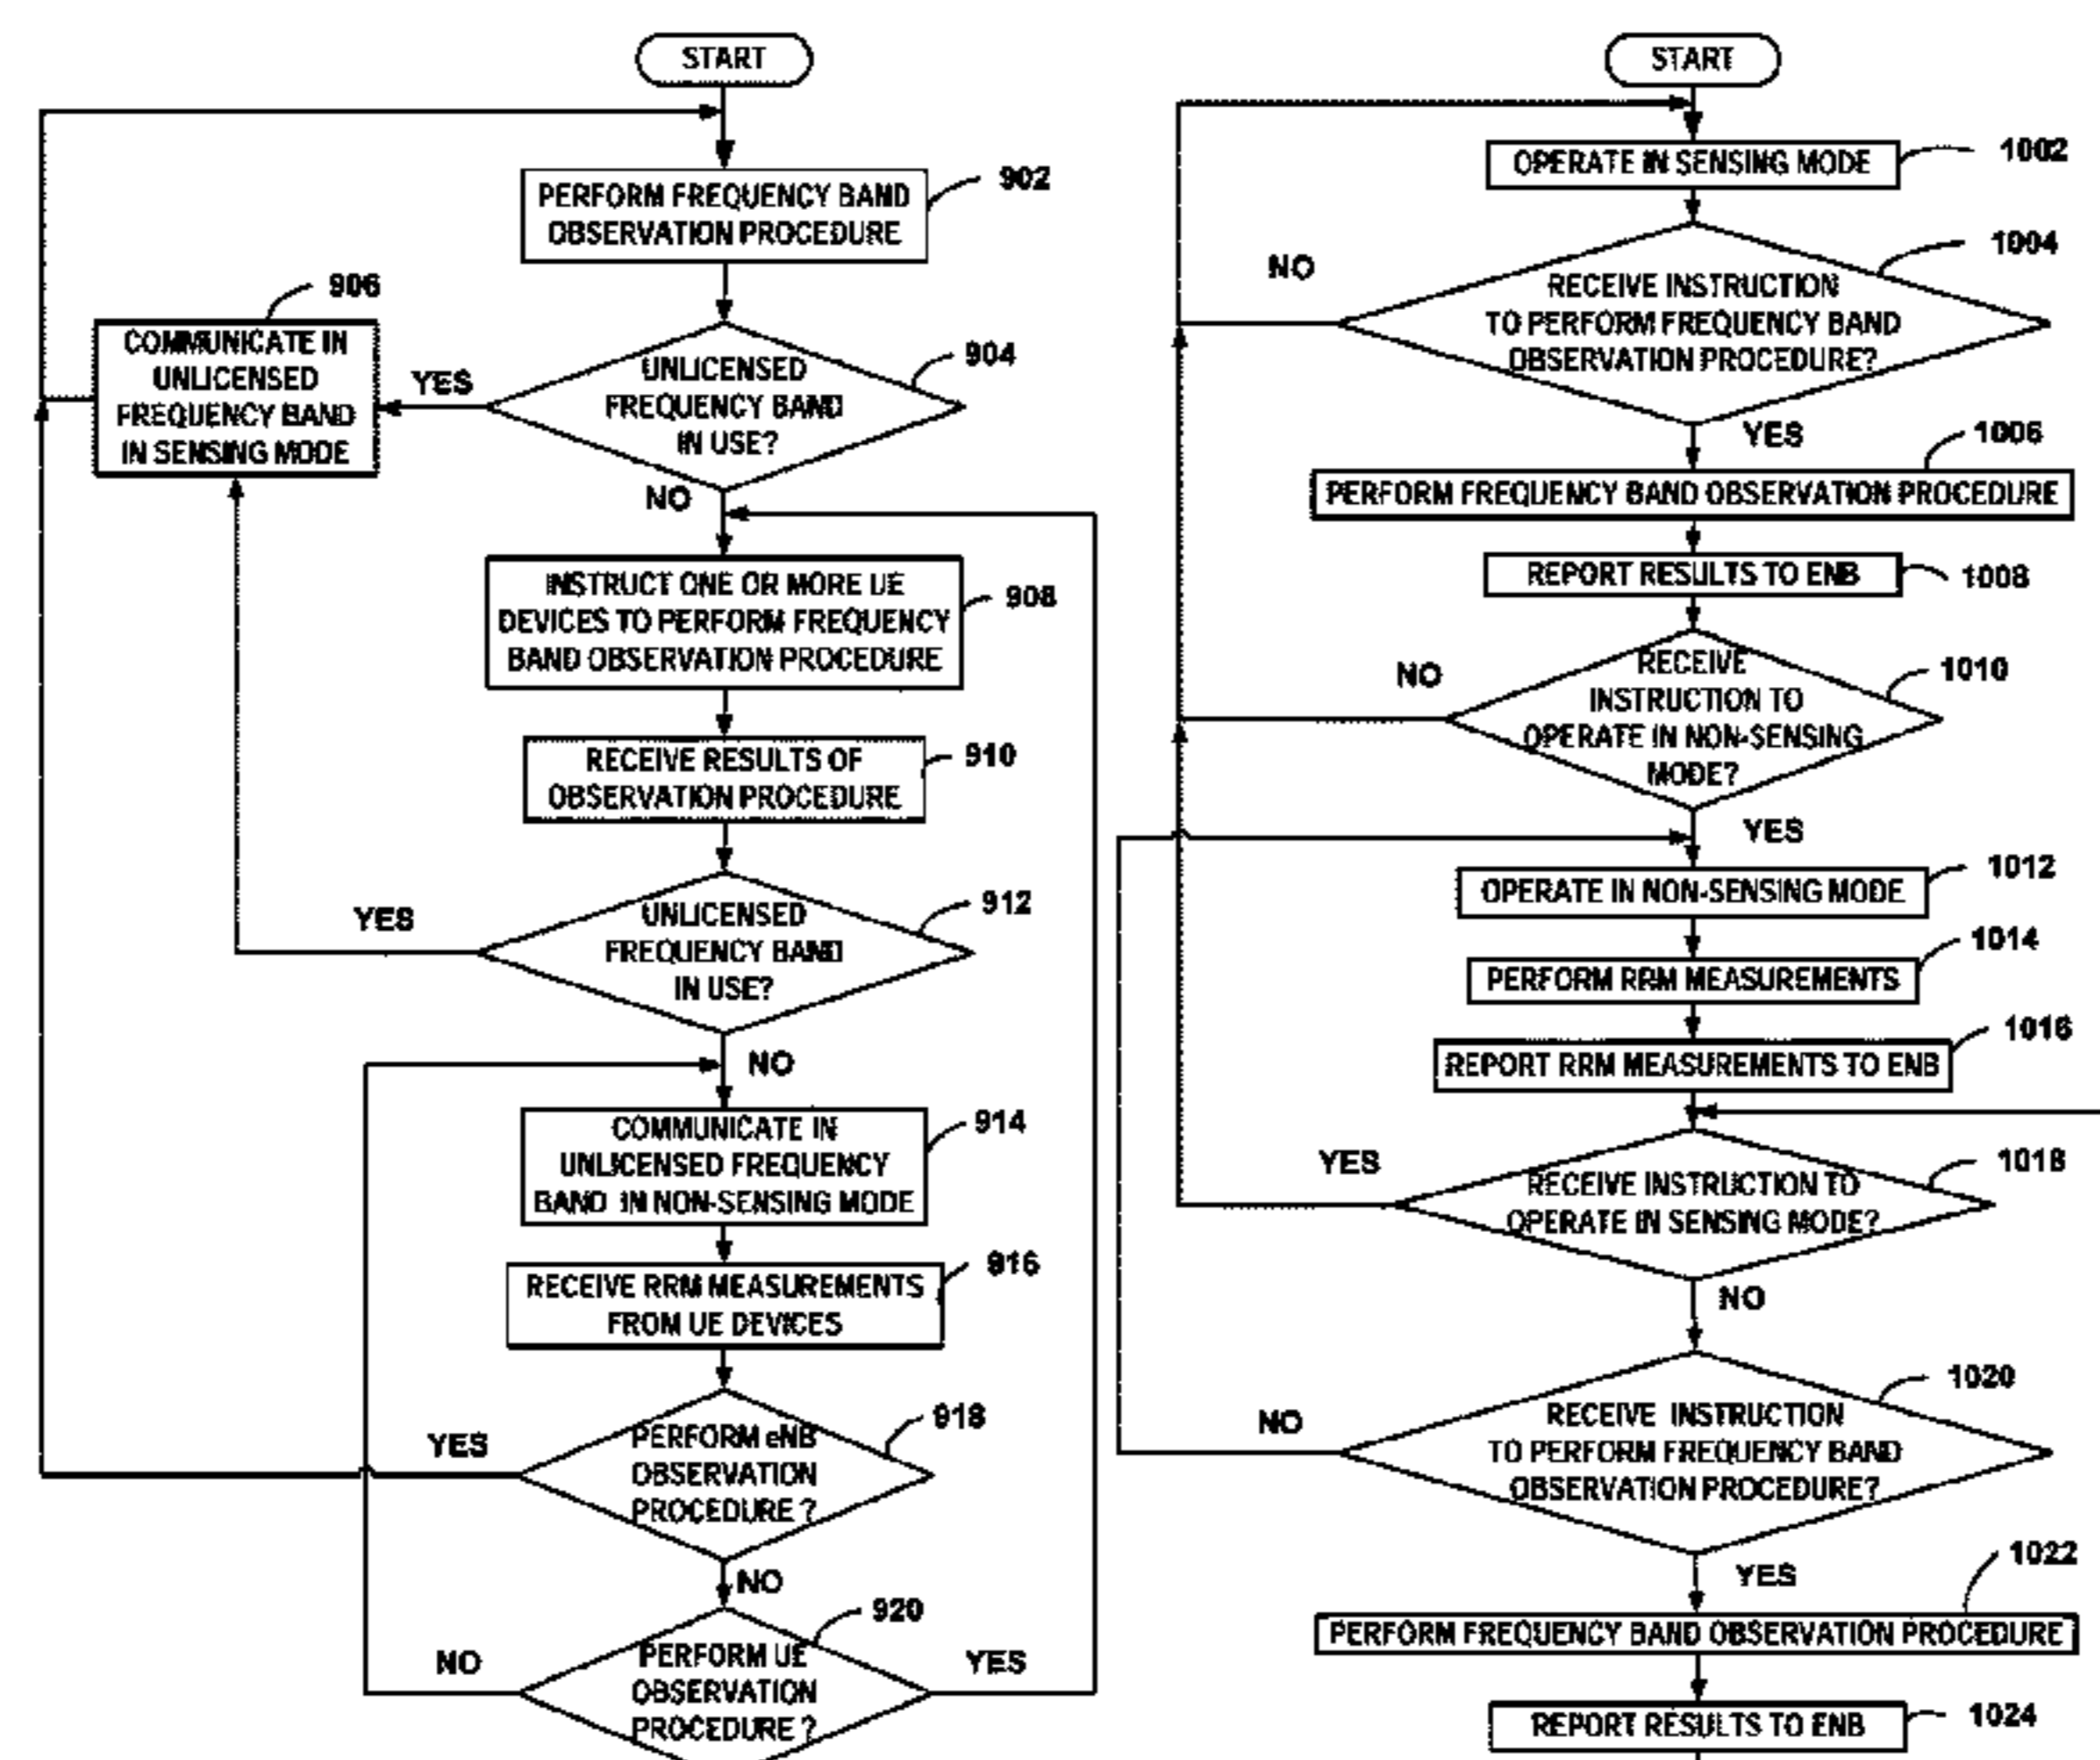 START
PERFORM FREQUENCY BAND
OBSERVATION PROCEDURE
902
906
COMMUNICATE IN
UNLICENSED
FREQUENCY BAND
IN SENSING MODE
YES
UNLICENSED
FREQUENCY BAND
IN USE?
904
NO
INSTRUCT ONE OR MORE UE
DEVICES TO PERFORM FREQUENCY
BAND OBSERVATION PROCEDURE
908
RECEIVE RESULTS OF
OBSERVATION PROCEDURE
910
YES
UNLICENSED
FREQUENCY BAND
IN USE?
912
NO
COMMUNICATE IN
UNLICENSED FREQUENCY
BAND IN NON-SENSING MODE
914
RECEIVE RRM MEASUREMENTS
FROM UE DEVICES
916
YES
PERFORM eNB
OBSERVATION
PROCEDURE ?
918
NO
920
NO
PERFORM UE
OBSERVATION
PROCEDURE ?
YES
START
OPERATE IN SENSING MODE
1002
NO
RECEIVE INSTRUCTION
TO PERFORM FREQUENCY BAND
OBSERVATION PROCEDURE?
1004
YES
1006
PERFORM FREQUENCY BAND OBSERVATION PROCEDURE
REPORT RESULTS TO ENB
1008
NO
RECEIVE
INSTRUCTION TO
OPERATE IN NON-SENSING
MODE?
1010
YES
OPERATE IN NON-SENSING MODE
1012
PERFORM RRM MEASUREMENTS
1014
REPORT RRM MEASUREMENTS TO ENB
1016
YES
RECEIVE INSTRUCTION TO
OPERATE IN SENSING MODE?
1018
NO
NO
RECEIVE INSTRUCTION
TO PERFORM FREQUENCY BAND
OBSERVATION PROCEDURE?
1020
YES
1022
PERFORM FREQUENCY BAND OBSERVATION PROCEDURE
REPORT RESULTS TO ENB
1024